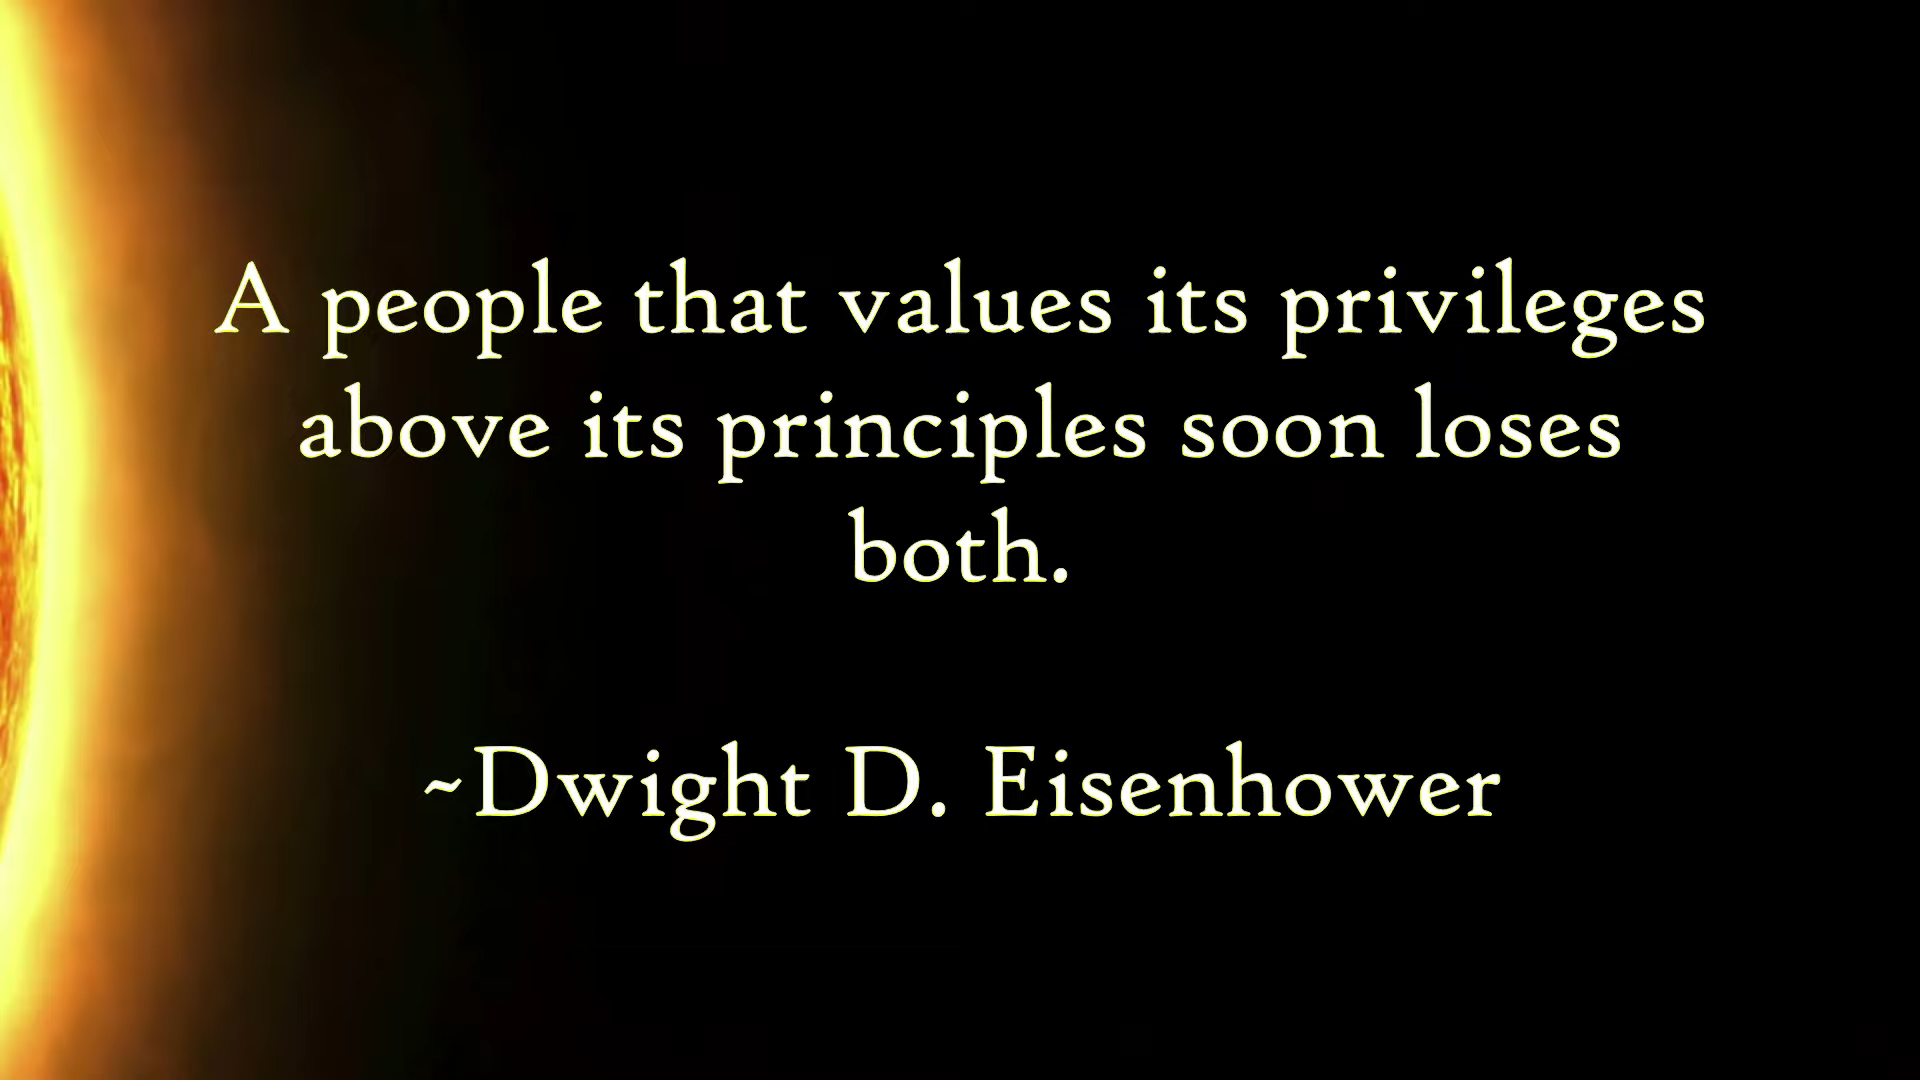 A people that values its privileges
above its principles soon loses
both.
~Dwight D. Eisenhower